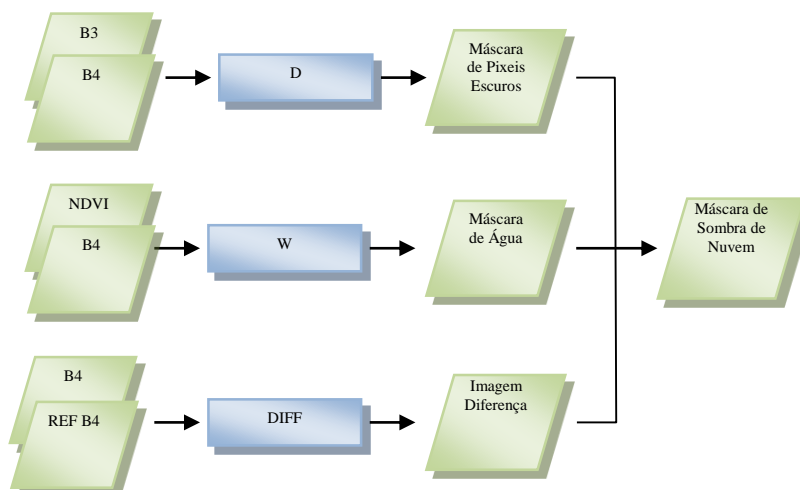 B3
B4
D
Máscara
de Pixeis
Escuros
NDVI
B4
W
Máscara
de Água
Máscara de
Sombra de
Nuvem
B4
REF B4
DIFF
Imagem
Diferença